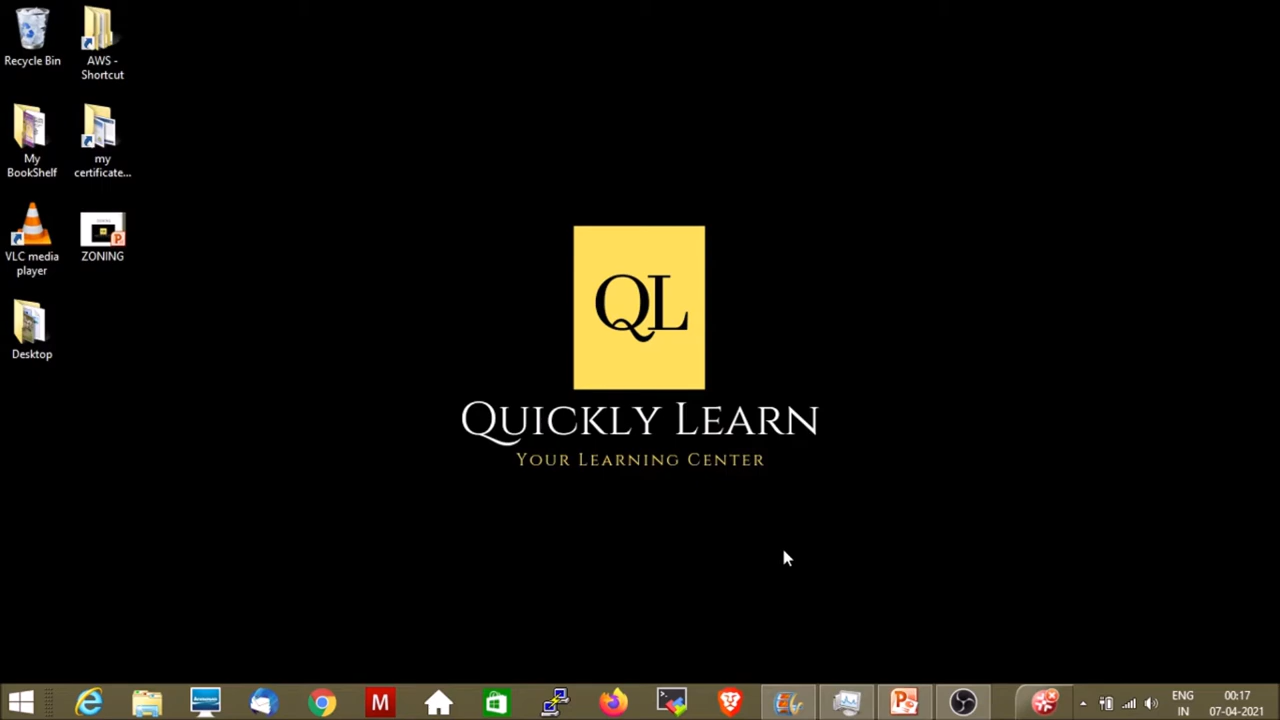 Recycle Bin
AWS -
Shortcut
My
BookShelf
my
certificate...
VLC media
player
ZONING
Desktop
QL
QUICKLY LEARN
YOUR LEARNING CENTER
M
ENG
IN
00:17
07-04-2021